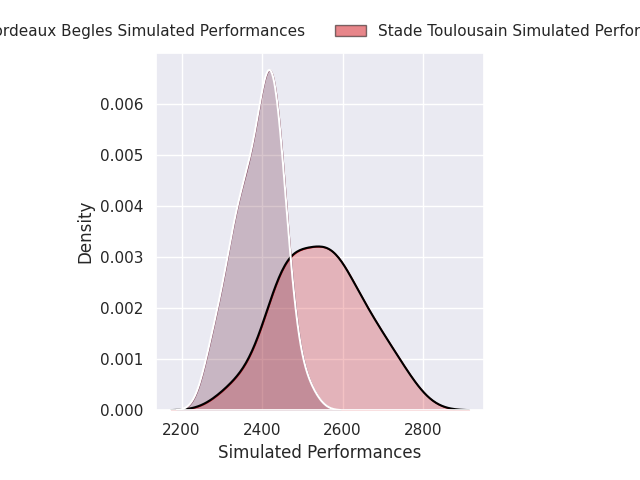 ordeaux Begles Simulated Performances
Stade Toulousain Simulated Perfor
0.006
0.005
0.004
0.003
0.002
0.001
0.000
Density
2200 2400 2600 2800
Simulated Performances